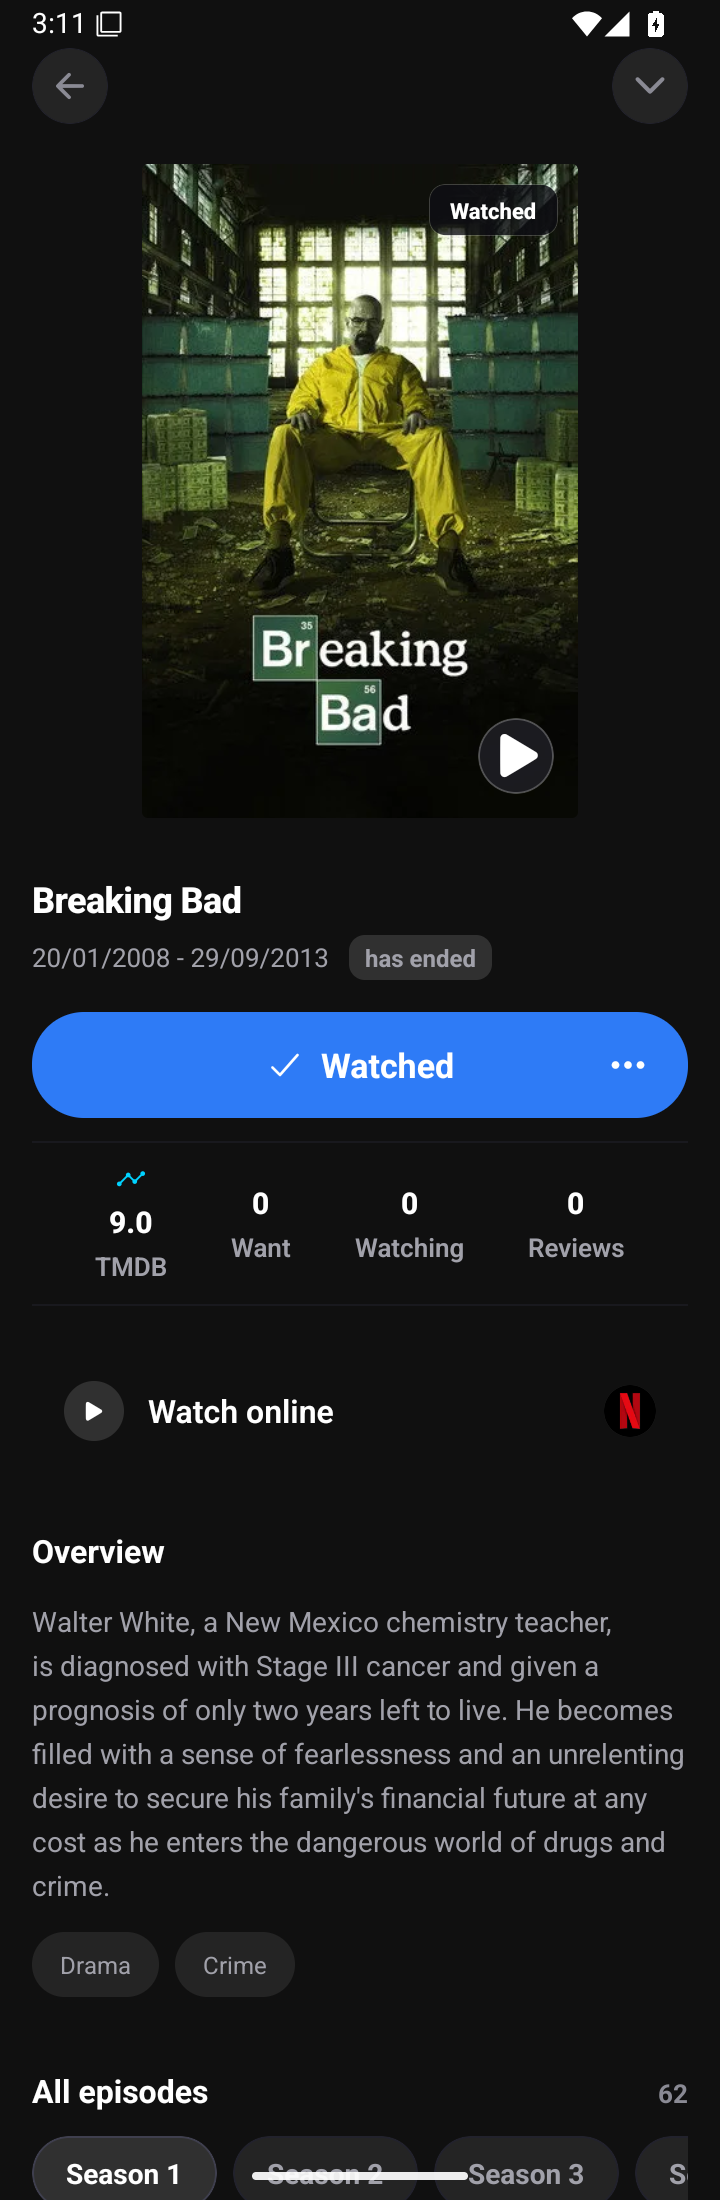 3:11
Watched
35
Breaking
56
Bad
Breaking Bad
20/01/2008 - 29/09/2013 has ended
Watched
9.0
TMDB
0
Want
0
Watching
0
Reviews
Watch online
N
Overview
Walter White, a New Mexico chemistry teacher,
is diagnosed with Stage III cancer and given a
prognosis of only two years left to live. He becomes
filled with a sense of fearlessness and an unrelenting
desire to secure his family's financial future at any
cost as he enters the dangerous world of drugs and
crime.
Drama Crime
All episodes 62
Season 1 Season 2 Season 3